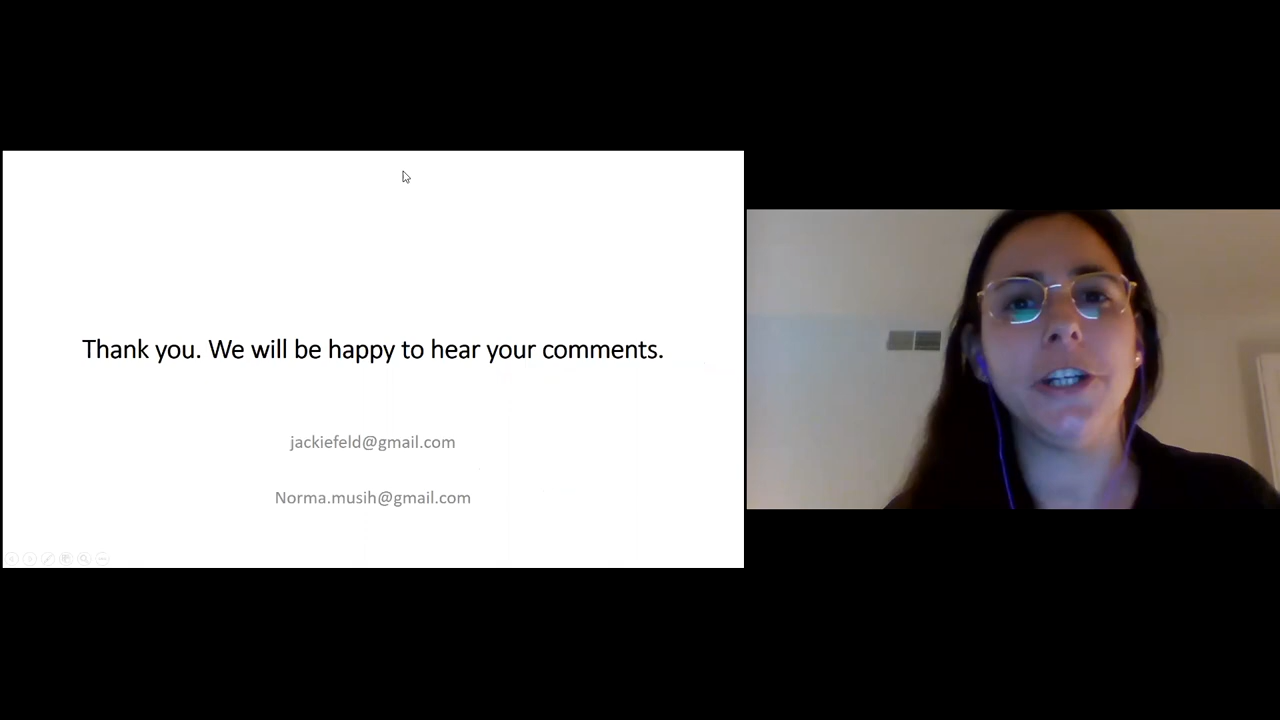 Thank you. We will be happy to hear your comments.
jackiefeld@gmail.com
Norma.musih@gmail.com